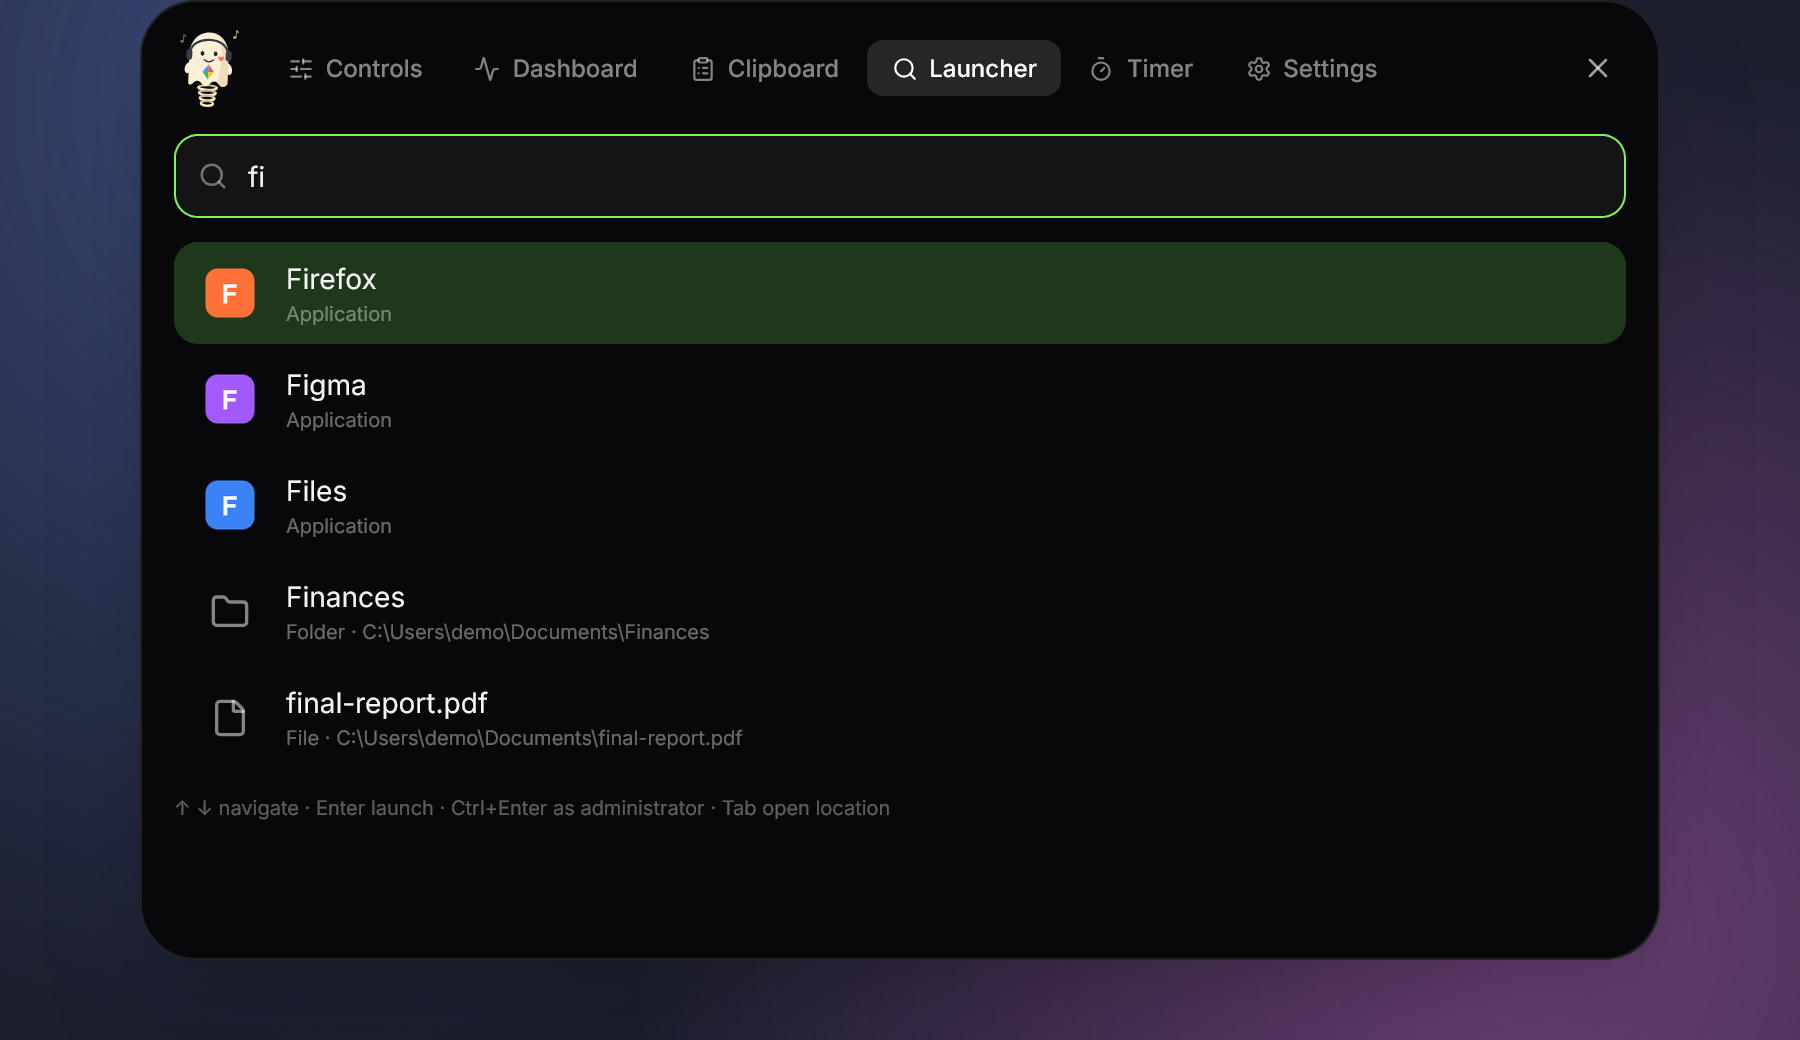 Controls Dashboard Clipboard Launcher Timer Settings
fi
F Firefox
Application
F Figma
Application
F Files
Application
Finances
Folder · C:\Users\demo\Documents\Finances
final-report.pdf
File · C:\Users\demo\Documents\final-report.pdf
↑ ↓ navigate · Enter launch · Ctrl+Enter as administrator · Tab open location